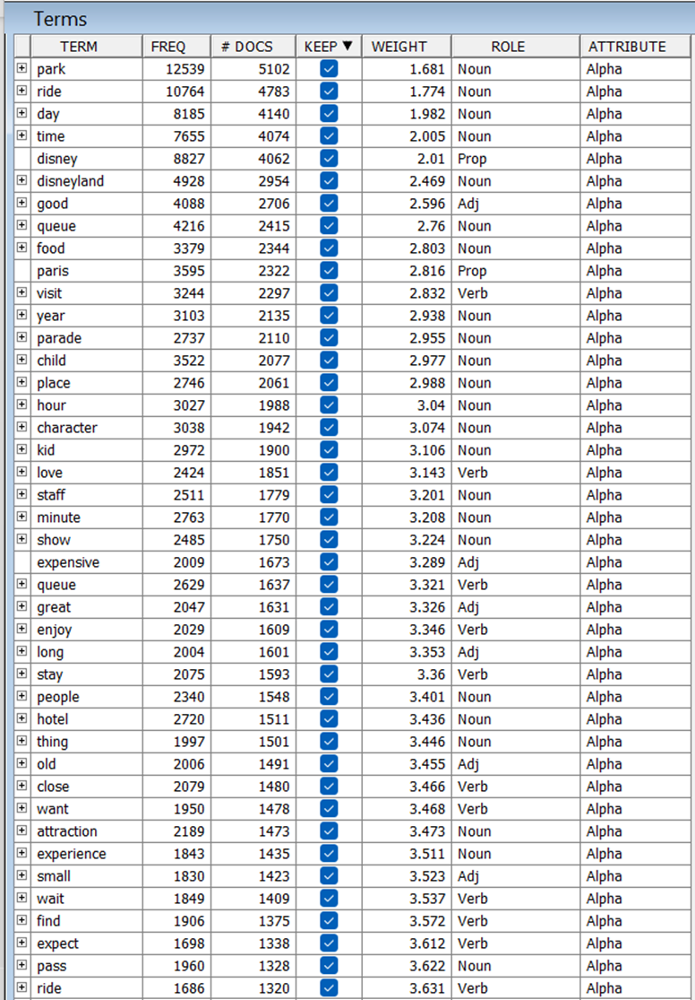 Terms
TERM FREQ # DOCS KEEP ▼ WEIGHT ROLE ATTRIBUTE
park 12539 5102 1.681 Noun Alpha
ride 10764 4783 1.774 Noun Alpha
day 8185 4140 1.982 Noun Alpha
time 7655 4074 2.005 Noun Alpha
disney 8827 4062 2.01 Prop Alpha
disneyland 4928 2954 2.469 Noun Alpha
good 4088 2706 2.596 Adj Alpha
queue 4216 2415 2.76 Noun Alpha
food 3379 2344 2.803 Noun Alpha
paris 3595 2322 2.816 Prop Alpha
visit 3244 2297 2.832 Verb Alpha
year 3103 2135 2.938 Noun Alpha
parade 2737 2110 2.955 Noun Alpha
child 3522 2077 2.977 Noun Alpha
place 2746 2061 2.988 Noun Alpha
hour 3027 1988 3.04 Noun Alpha
character 3038 1942 3.074 Noun Alpha
kid 2972 1900 3.106 Noun Alpha
love 2424 1851 3.143 Verb Alpha
staff 2511 1779 3.201 Noun Alpha
minute 2763 1770 3.208 Noun Alpha
show 2485 1750 3.224 Noun Alpha
expensive 2009 1673 3.289 Adj Alpha
queue 2629 1637 3.321 Verb Alpha
great 2047 1631 3.326 Adj Alpha
enjoy 2029 1609 3.346 Verb Alpha
long 2004 1601 3.353 Adj Alpha
stay 2075 1593 3.36 Verb Alpha
people 2340 1548 3.401 Noun Alpha
hotel 2720 1511 3.436 Noun Alpha
thing 1997 1501 3.446 Noun Alpha
old 2006 1491 3.455 Adj Alpha
close 2079 1480 3.466 Verb Alpha
want 1950 1478 3.468 Verb Alpha
attraction 2189 1473 3.473 Noun Alpha
experience 1843 1435 3.511 Noun Alpha
small 1830 1423 3.523 Adj Alpha
wait 1849 1409 3.537 Verb Alpha
find 1906 1375 3.572 Verb Alpha
expect 1698 1338 3.612 Verb Alpha
pass 1960 1328 3.622 Noun Alpha
ride 1686 1320 3.631 Verb Alpha